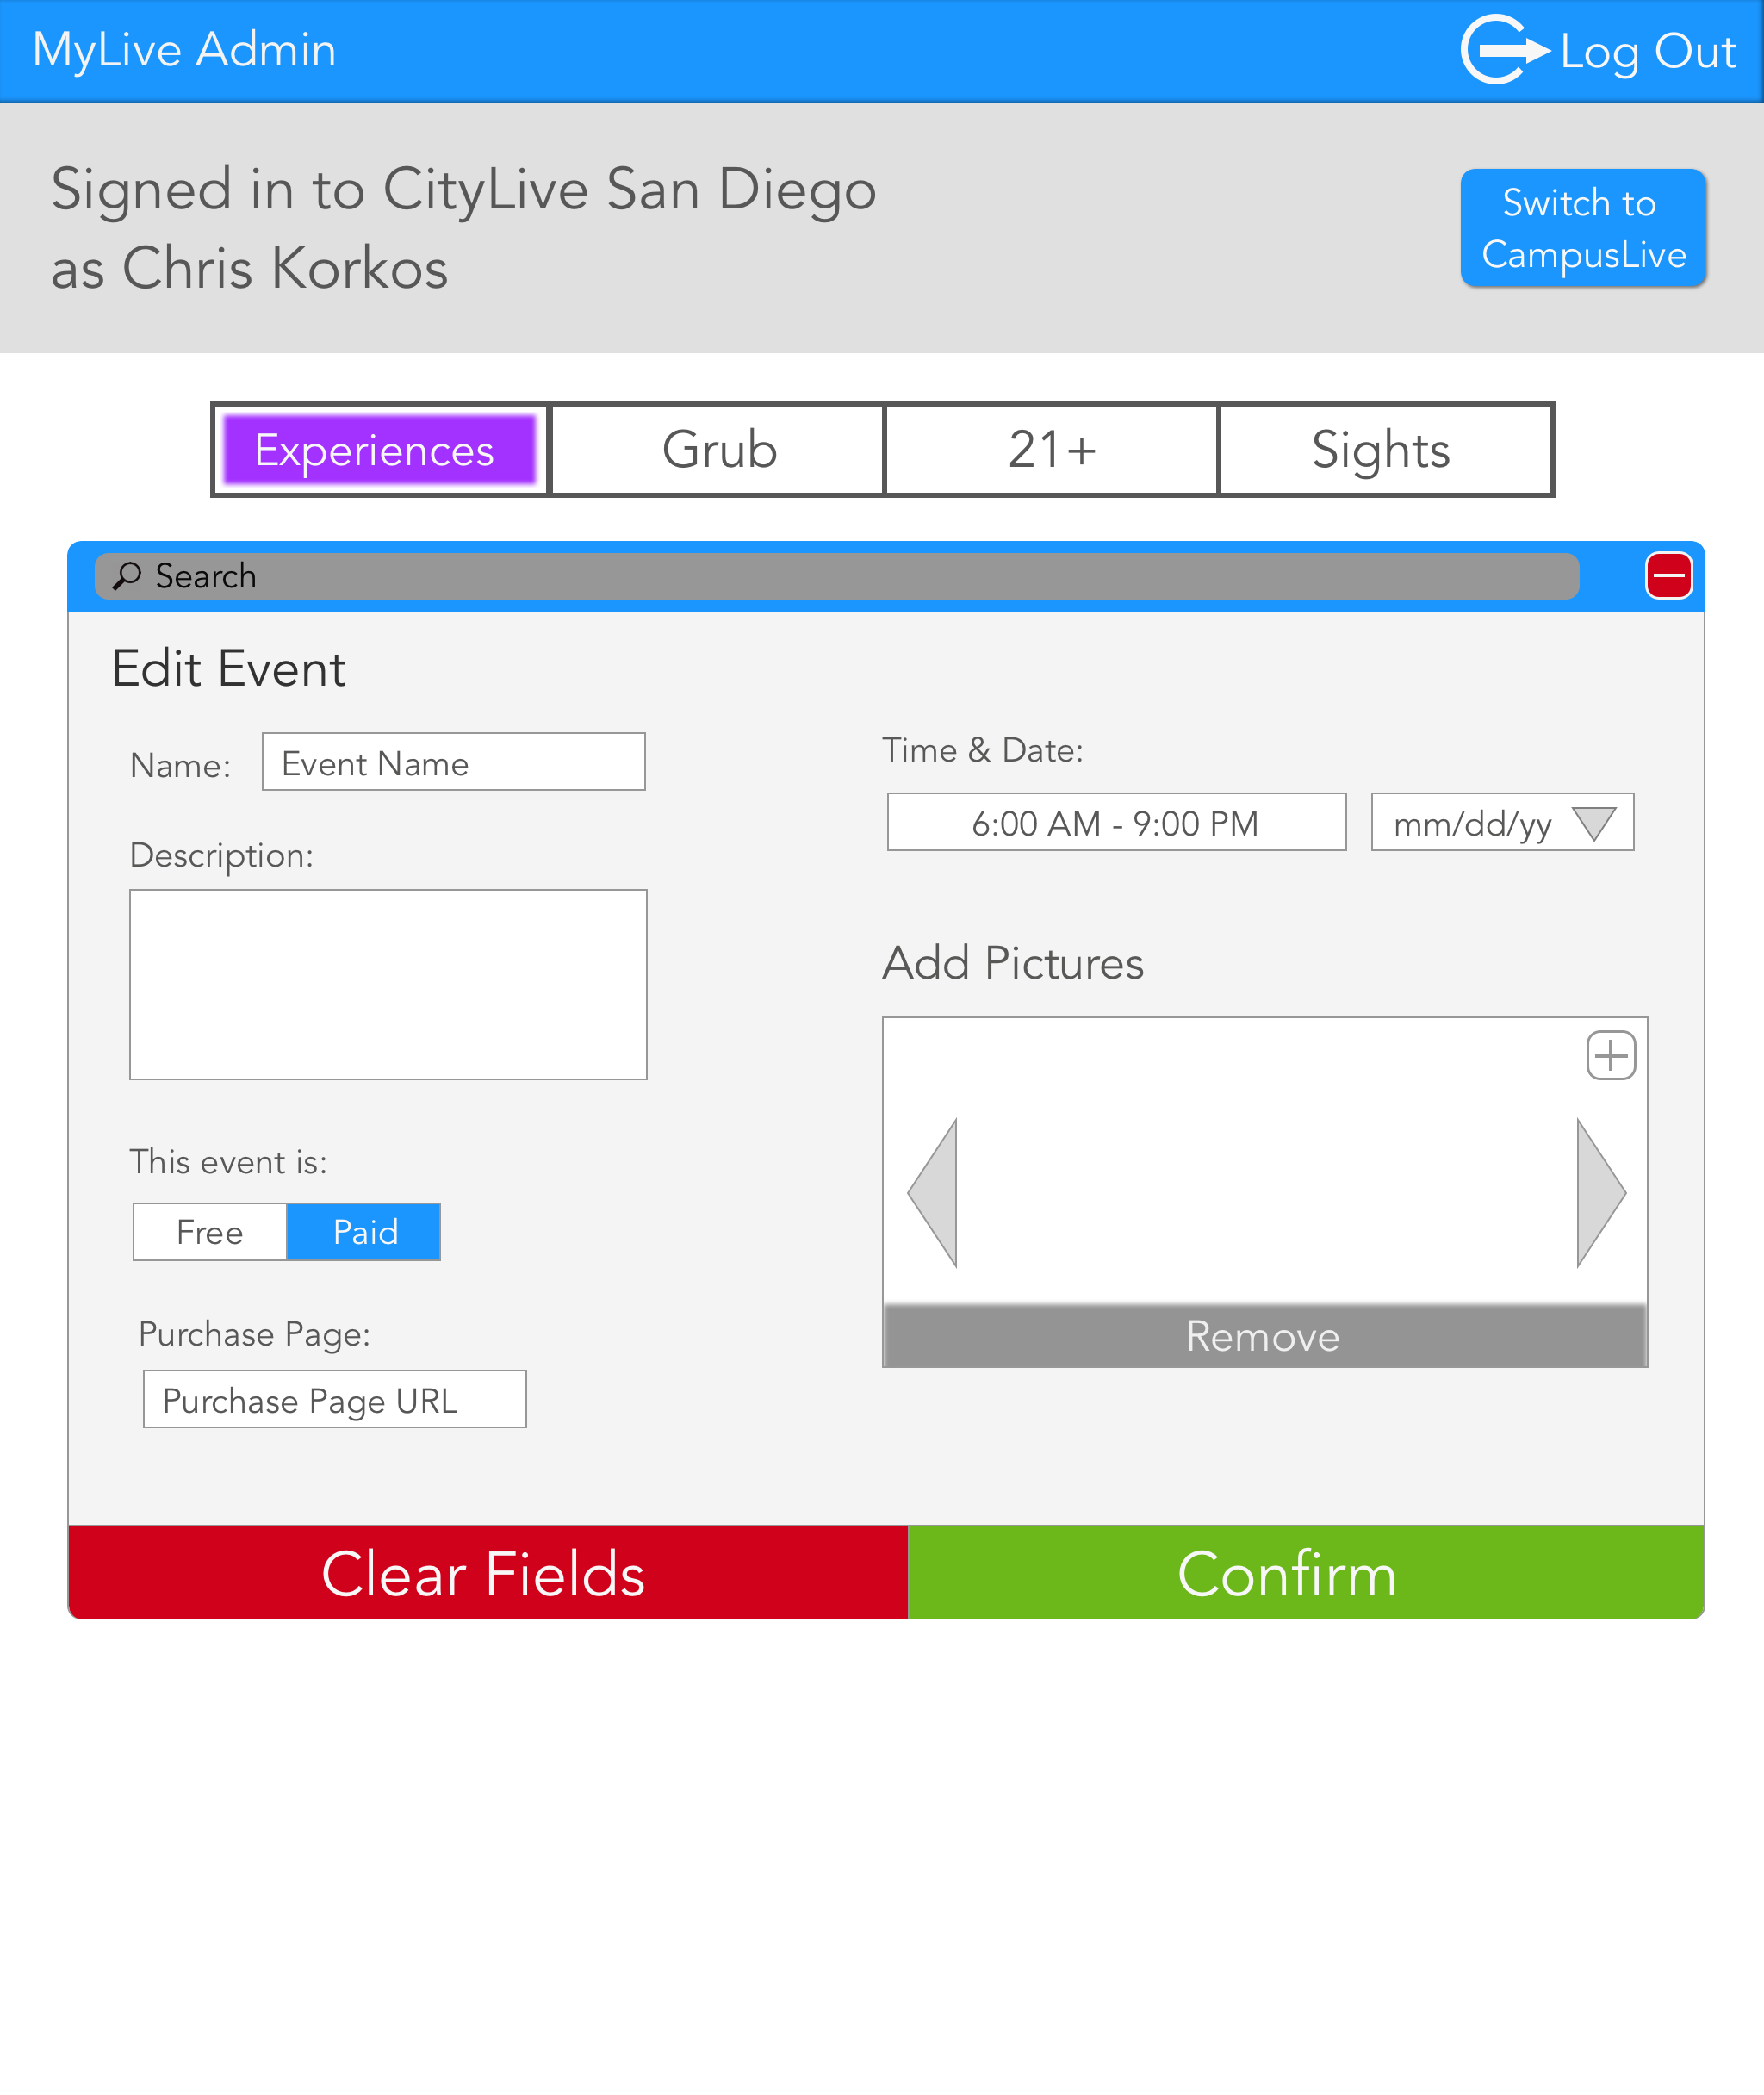 MyLive Admin
Log Out
Signed in to CityLive San Diego
as Chris Korkos
Switch to
CampusLive
Experiences
Grub
21+
Sights
Search
Edit Event
Name:
Event Name
Description:
This event is:
Free
Paid
Purchase Page:
Purchase Page URL
Time & Date:
6:00 AM - 9:00 PM
mm/dd/yy
Add Pictures
Remove
Clear Fields
Confirm